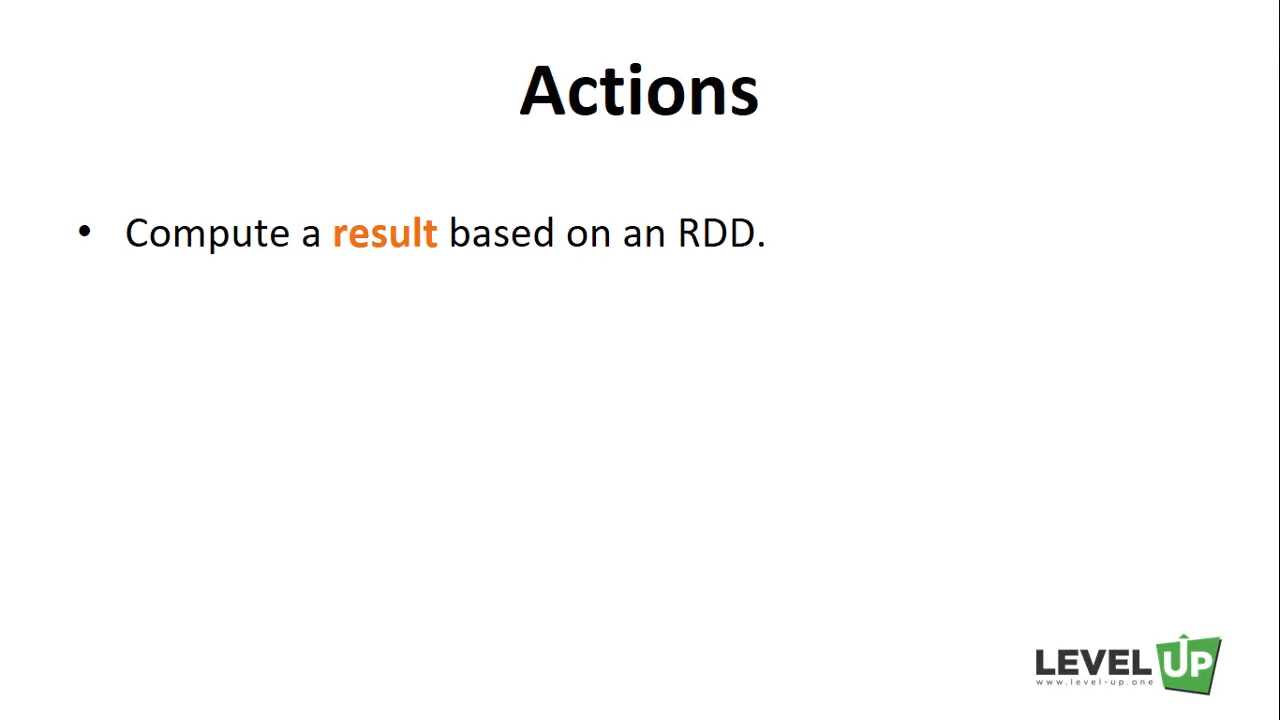 Actions
• Compute a result based on an RDD.
LEVEL UP
www.level-up.one